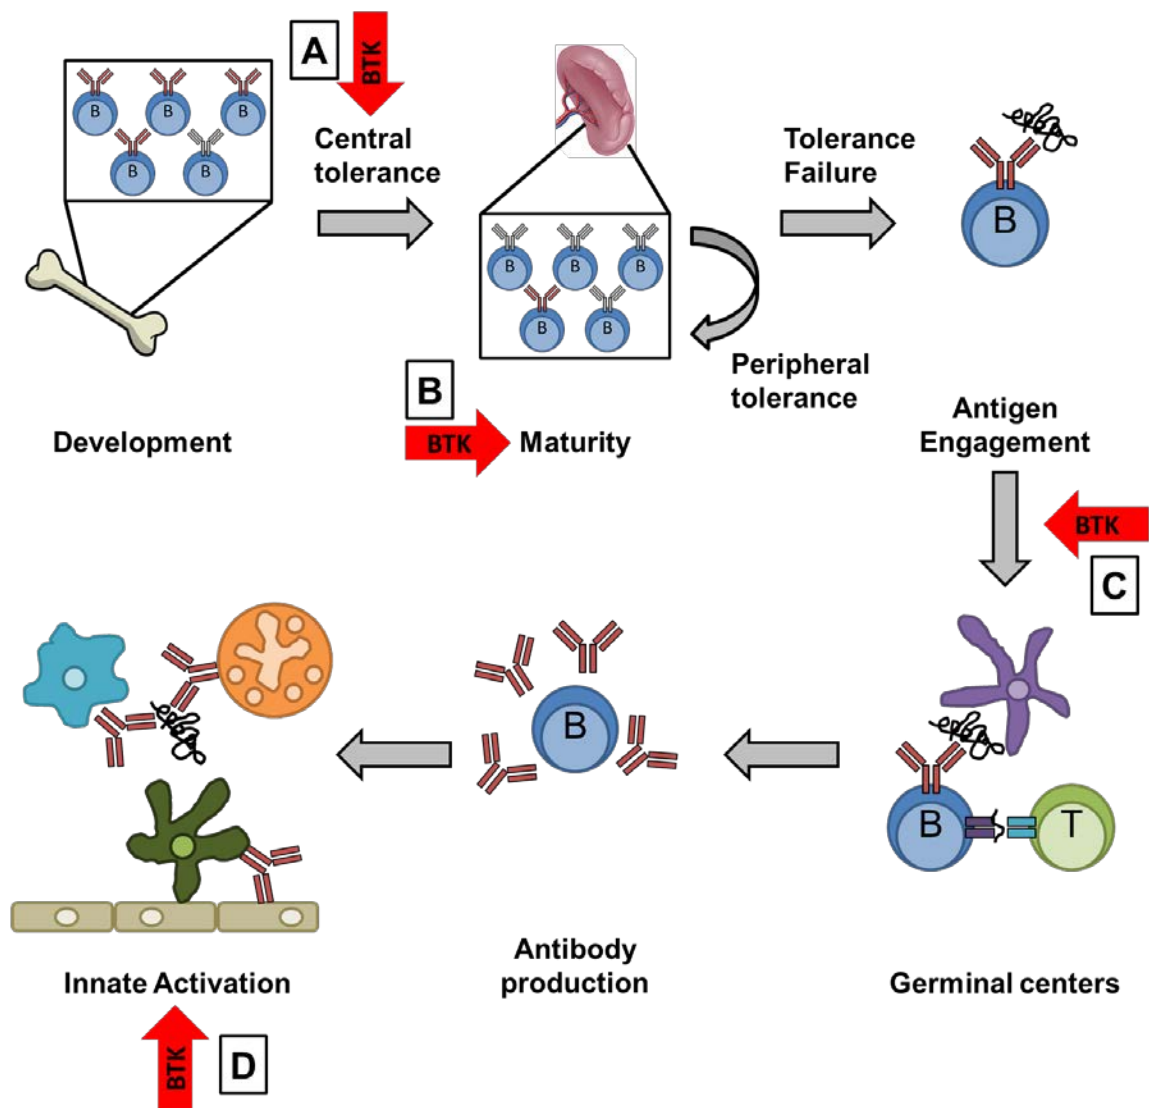 A
BTK
Central
tolerance
B
B
B
B
B
Tolerance
Failure
B
B
B
B
B
B
Peripheral
tolerance
Development
B
BTK
Maturity
Antigen
Engagement
BTK
C
B
T
B
Innate Activation
Antibody
production
Germinal centers
BTK
D